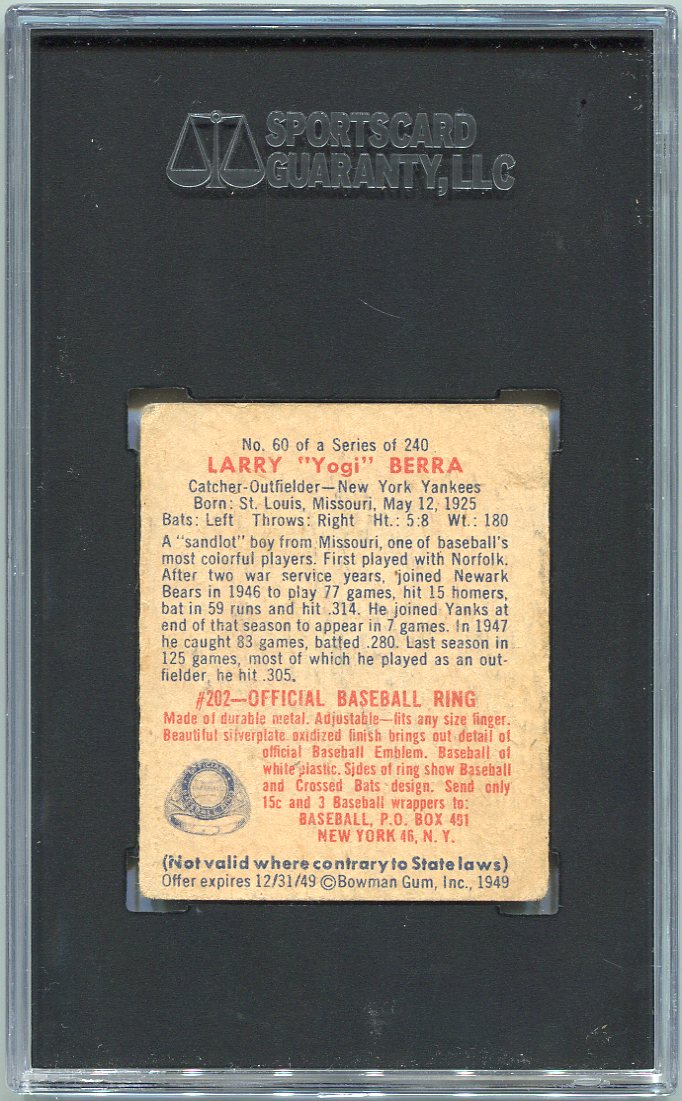 SPORTSCARD
GUARANTY, LLC
No. 60 of a Series of 240
LARRY "Yogi" BERRA
Catcher-Outfielder—New York Yankees
Born: St. Louis, Missouri, May 12, 1925
Bats: Left Throws: Right Ht.: 5:8 Wt.: 180
A "sandlot" boy from Missouri, one of baseball's
most colorful players. First played with Norfolk.
After two war service years, joined Newark
Bears in 1946 to play 77 games, hit 15 homers,
bat in 59 runs and hit .314. He joined Yanks at
end of that season to appear in 7 games. In 1947
he caught 83 games, batted .280. Last season in
125 games, most of which he played as an out-
fielder, he hit .305.
#202—OFFICIAL BASEBALL RING
Made of durable metal. Adjustable—fits any size finger.
Beautiful silverplate oxidized finish brings out detail of
official Baseball Emblem. Baseball of
white plastic. Sides of ring show Baseball
and Crossed Bats design. Send only
15c and 3 Baseball wrappers to:
BASEBALL, P.O. BOX 491
NEW YORK 46, N. Y.
OFFICIAL
BASEBALL RING
(Not valid where contrary to State laws)
Offer expires 12/31/49 ©Bowman Gum, Inc., 1949